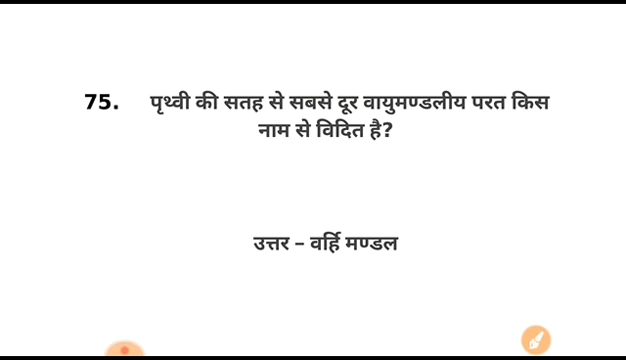 75. पृथ्वी की सतह से सबसे दूर वायुमण्डलीय परत किस
नाम से विदित है?
उत्तर – वर्हि मण्डल